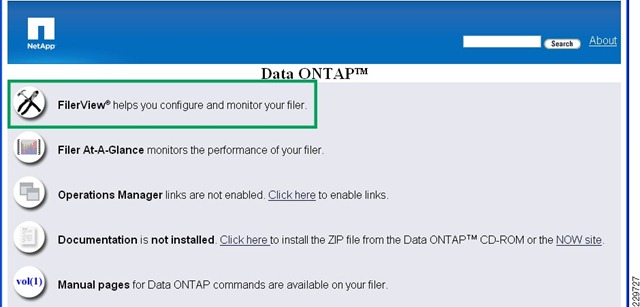 NetApp
Search
About
Data ONTAP™
FilerView® helps you configure and monitor your filer.
Filer At-A-Glance monitors the performance of your filer.
Operations Manager links are not enabled. Click here to enable links.
Documentation is not installed. Click here to install the ZIP file from the Data ONTAP™ CD-ROM or the NOW site.
vol(1)
Manual pages for Data ONTAP commands are available on your filer.